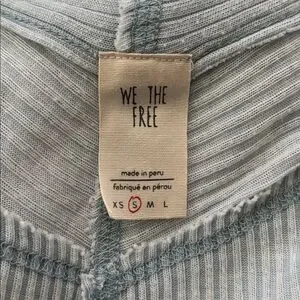 WE THE
FREE
made in peru
fabriqué en pérou
XS S M L